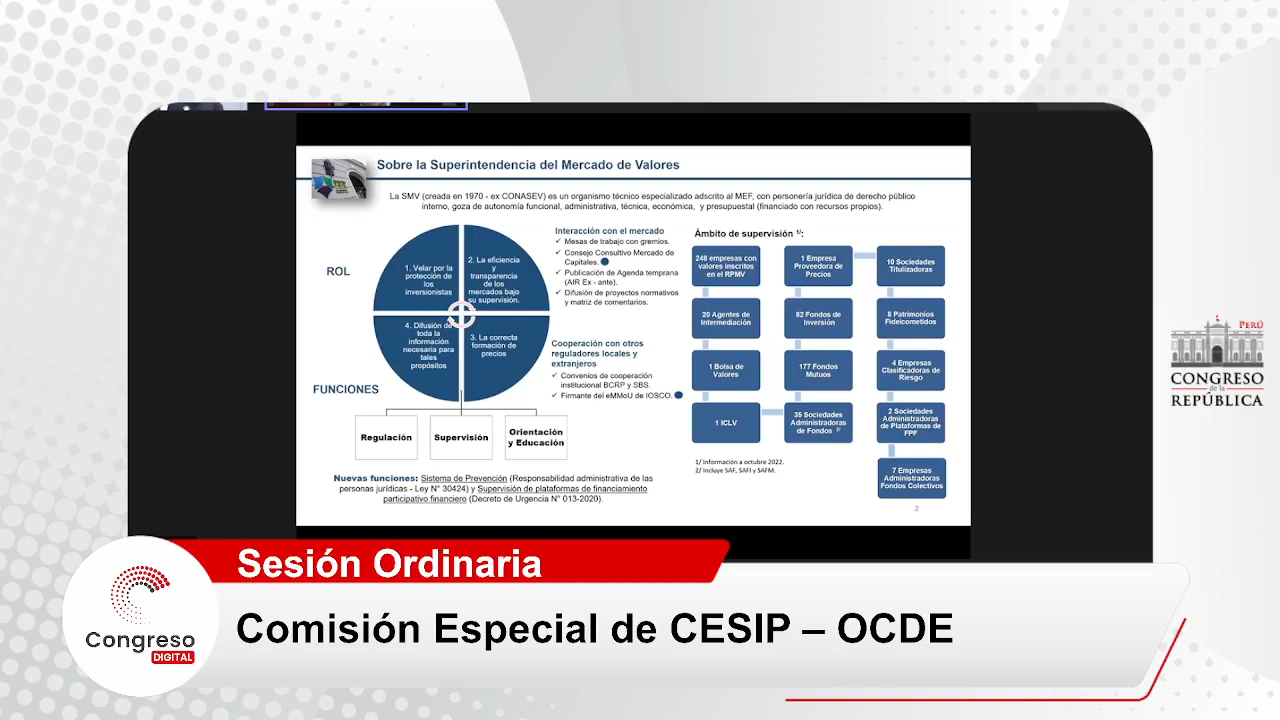 Sobre la Superintendencia del Mercado de Valores
La SMV (creada en 1970 - ex CONASEV) es un organismo técnico especializado adscrito al MEF, con personería jurídica de derecho público
interno, goza de autonomía funcional, administrativa, técnica, económica, y presupuestal (financiado con recursos propios).
ROL
1. Velar por la
protección de
los
inversionistas
2. La eficiencia
y
transparencia
de los
mercados bajo
su supervisión.
4. Difusión de
toda la
información
necesaria para
tales
propósitos
3. La correcta
formación de
precios
FUNCIONES
Regulación
Supervisión
Orientación
y Educación
Nuevas funciones: Sistema de Prevención (Responsabilidad administrativa de las
personas jurídicas - Ley N° 30424) y Supervisión de plataformas de financiamiento
participativo financiero (Decreto de Urgencia N° 013-2020).
Interacción con el mercado
✓ Mesas de trabajo con gremios.
✓ Consejo Consultivo Mercado de
Capitales.
✓ Publicación de Agenda temprana
(AIR Ex - ante).
✓ Difusión de proyectos normativos
y matriz de comentarios.
Cooperación con otros
reguladores locales y
extranjeros
✓ Convenios de cooperación
institucional BCRP y SBS.
✓ Firmante del eMMoU de IOSCO.
Ámbito de supervisión 1/:
248 empresas con
valores inscritos
en el RPMV
20 Agentes de
Intermediación
1 Bolsa de
Valores
1 ICLV
1 Empresa
Proveedora de
Precios
82 Fondos de
Inversión
177 Fondos
Mutuos
35 Sociedades
Administradoras
de Fondos 2/
10 Sociedades
Titulizadoras
8 Patrimonios
Fideicometidos
4 Empresas
Clasificadoras de
Riesgo
2 Sociedades
Administradoras
de Plataformas de
FPF
7 Empresas
Administradoras
Fondos Colectivos
1/ Información a octubre 2022.
2/ Incluye SAF, SAFI y SAFM.
2
PERÚ
CONGRESO
de la
REPÚBLICA
Sesión Ordinaria
Comisión Especial de CESIP – OCDE
Congreso
DIGITAL